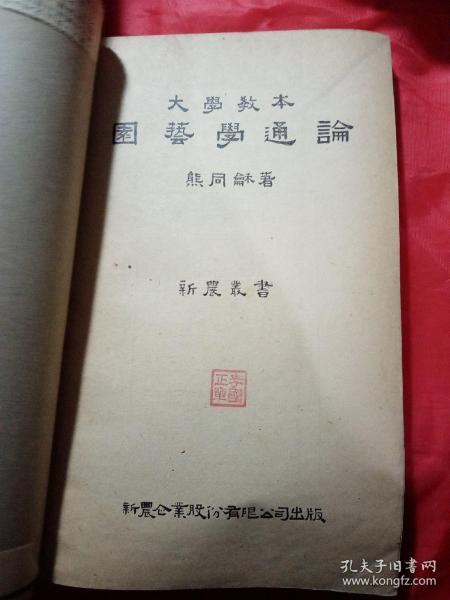 大學教本
園藝學通論
熊同龢著
新農叢書
新農企業股份有限公司出版
孔夫子旧书网
www.kongfz.com